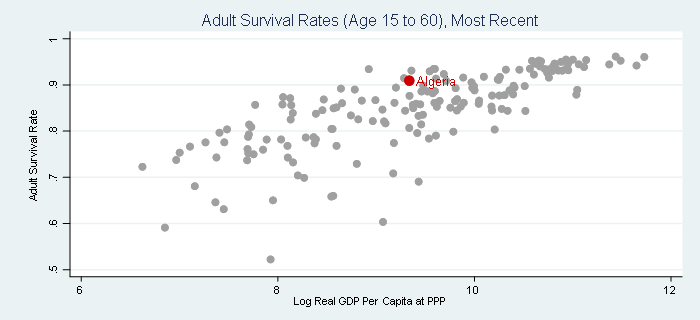 Adult Survival Rates (Age 15 to 60), Most Recent
Adult Survival Rate
1
.9
.8
.7
.6
.5
Algeria
6 8 10 12
Log Real GDP Per Capita at PPP